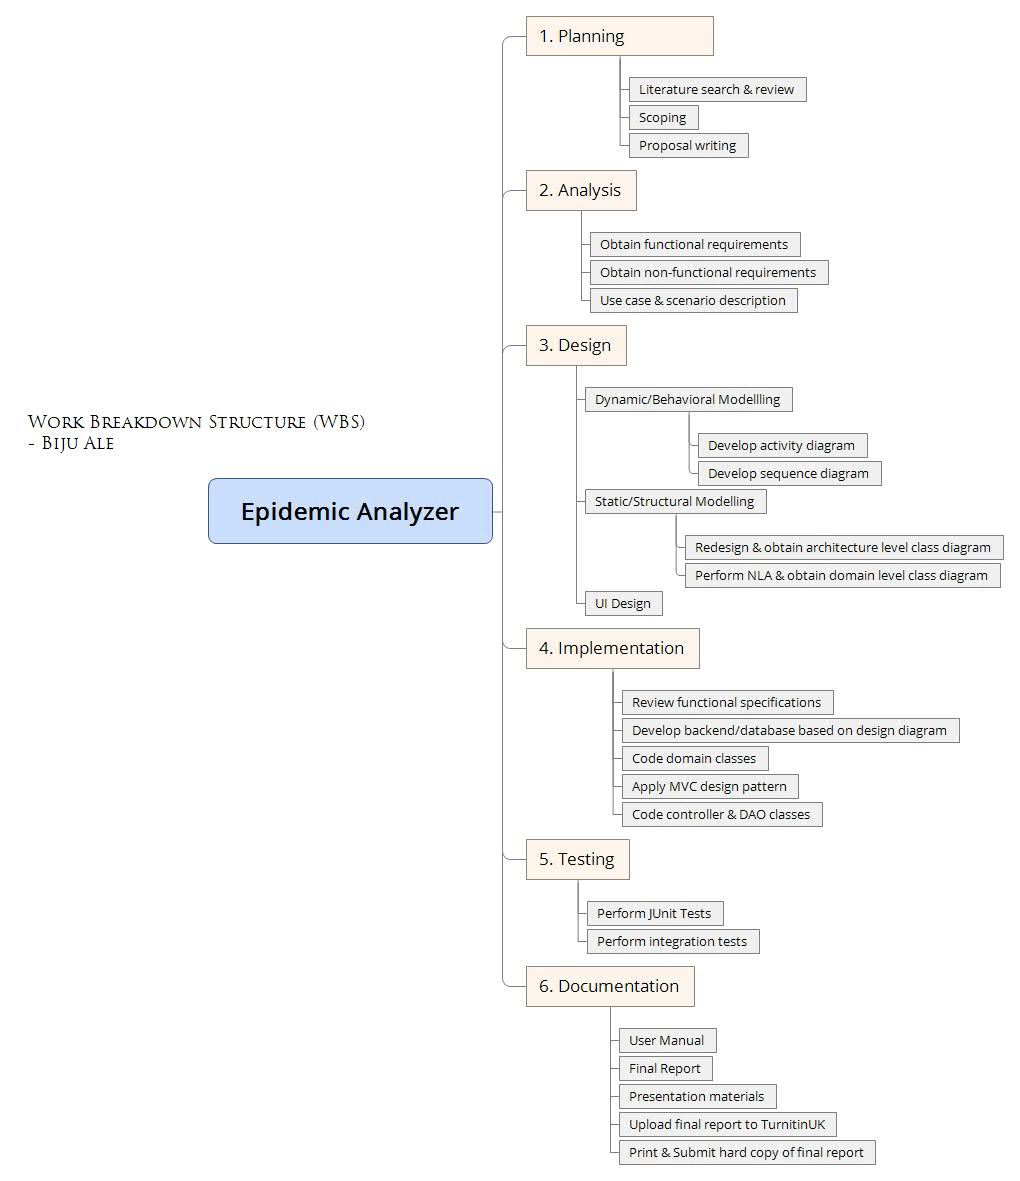 1. Planning
Literature search & review
Scoping
Proposal writing
2. Analysis
Obtain functional requirements
Obtain non-functional requirements
Use case & scenario description
3. Design
Dynamic/Behavioral Modellling
Develop activity diagram
Develop sequence diagram
Static/Structural Modelling
Redesign & obtain architecture level class diagram
Perform NLA & obtain domain level class diagram
UI Design
Work Breakdown Structure (WBS)
- Biju Ale
Epidemic Analyzer
4. Implementation
Review functional specifications
Develop backend/database based on design diagram
Code domain classes
Apply MVC design pattern
Code controller & DAO classes
5. Testing
Perform JUnit Tests
Perform integration tests
6. Documentation
User Manual
Final Report
Presentation materials
Upload final report to TurnitinUK
Print & Submit hard copy of final report